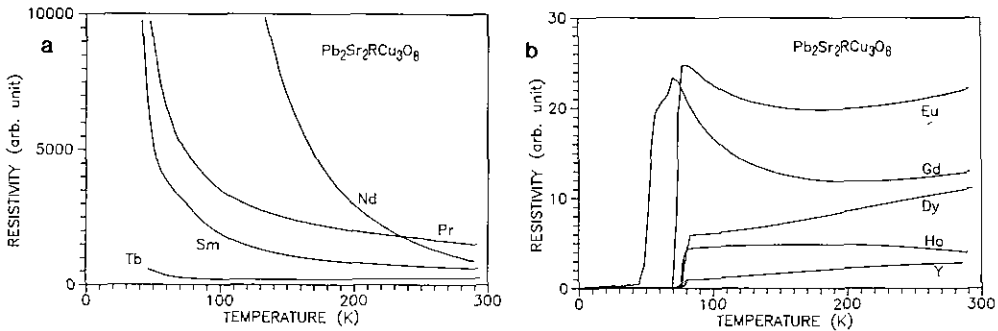 a
Pb2Sr2RCu3O8
10000
5000
0
RESISTIVITY (arb. unit)
Nd
Pr
Sm
Tb
0 100 200 300
TEMPERATURE (K)
b
Pb2Sr2RCu3O8
30
20
10
0
RESISTIVITY (arb. unit)
Eu
Gd
Dy
Ho
Y
0 100 200 300
TEMPERATURE (K)